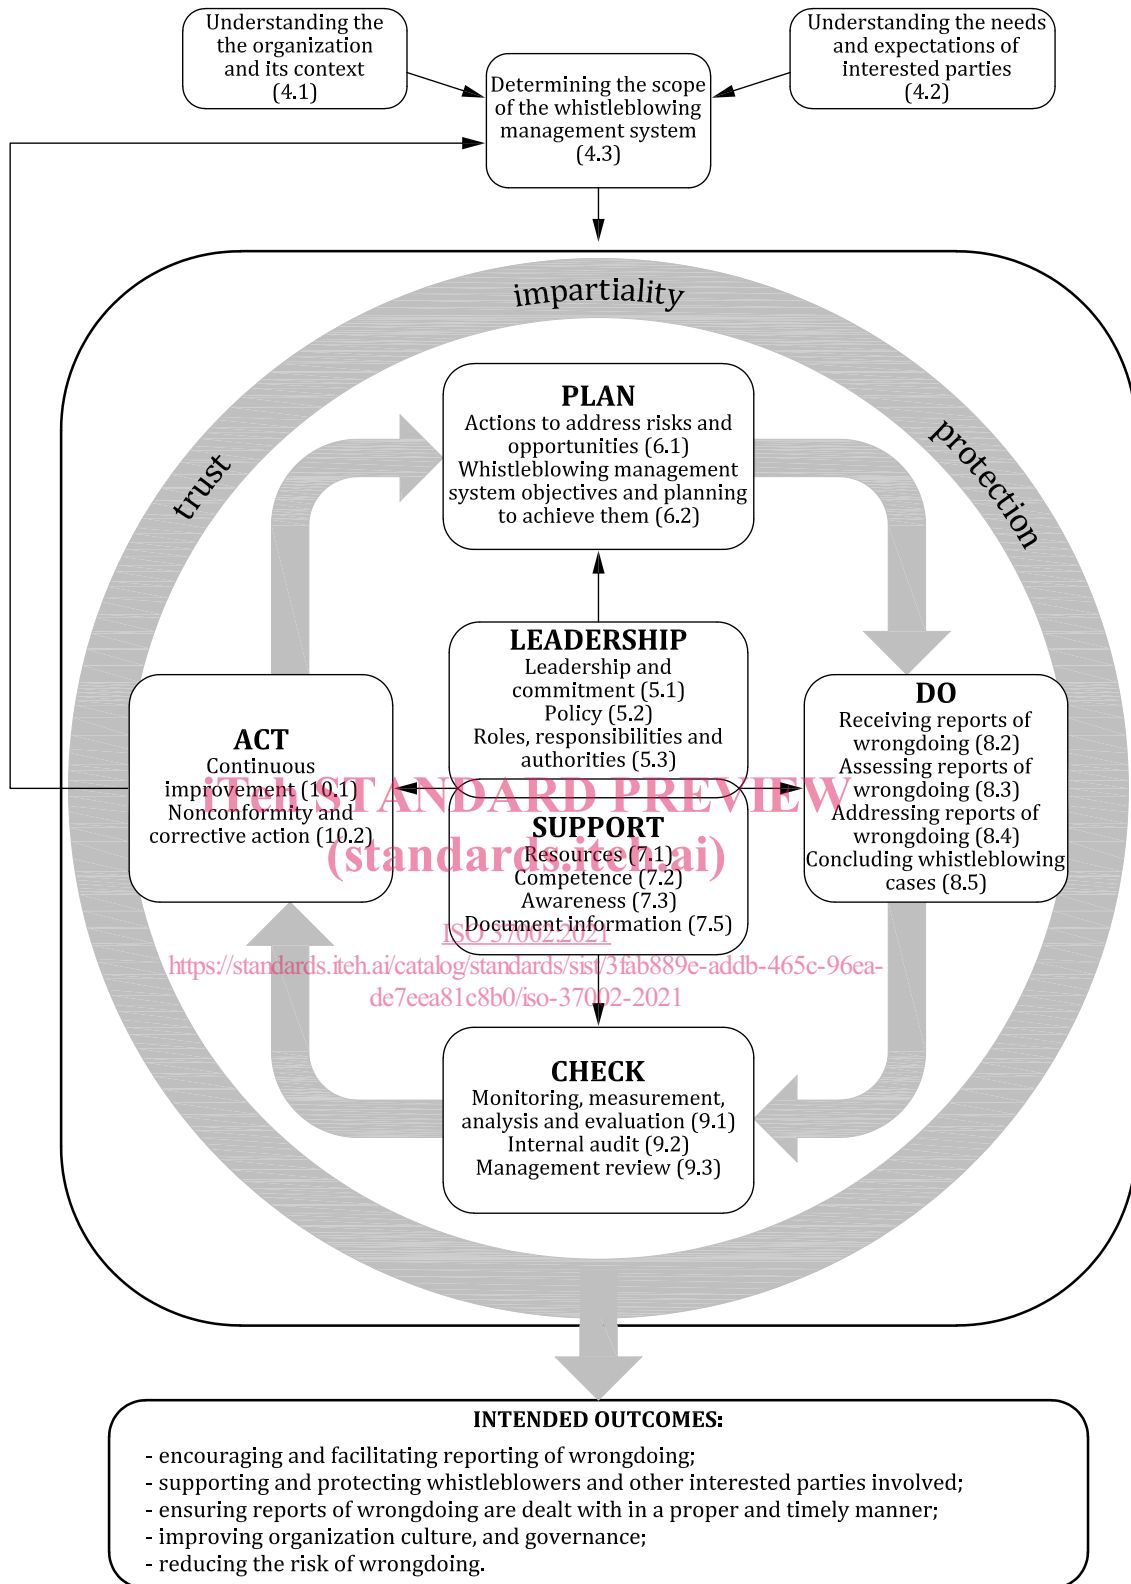 Understanding the
the organization
and its context
(4.1)
Understanding the needs
and expectations of
interested parties
(4.2)
Determining the scope
of the whistleblowing
management system
(4.3)
impartiality
trust
protection
PLAN
Actions to address risks and
opportunities (6.1)
Whistleblowing management
system objectives and planning
to achieve them (6.2)
LEADERSHIP
Leadership and
commitment (5.1)
Policy (5.2)
Roles, responsibilities and
authorities (5.3)
DO
Receiving reports of
wrongdoing (8.2)
Assessing reports of
wrongdoing (8.3)
Addressing reports of
wrongdoing (8.4)
Concluding whistleblowing
cases (8.5)
ACT
Continuous
improvement (10.1)
Nonconformity and
corrective action (10.2)
iTeh STANDARD PREVIEW
(standards.iteh.ai)
SUPPORT
Resources (7.1)
Competence (7.2)
Awareness (7.3)
Document information (7.5)
ISO 37002:2021
https://standards.iteh.ai/catalog/standards/sist/3fab889e-addb-465c-96ea-
de7eea81c8b0/iso-37002-2021
CHECK
Monitoring, measurement,
analysis and evaluation (9.1)
Internal audit (9.2)
Management review (9.3)
INTENDED OUTCOMES:
- encouraging and facilitating reporting of wrongdoing;
- supporting and protecting whistleblowers and other interested parties involved;
- ensuring reports of wrongdoing are dealt with in a proper and timely manner;
- improving organization culture, and governance;
- reducing the risk of wrongdoing.